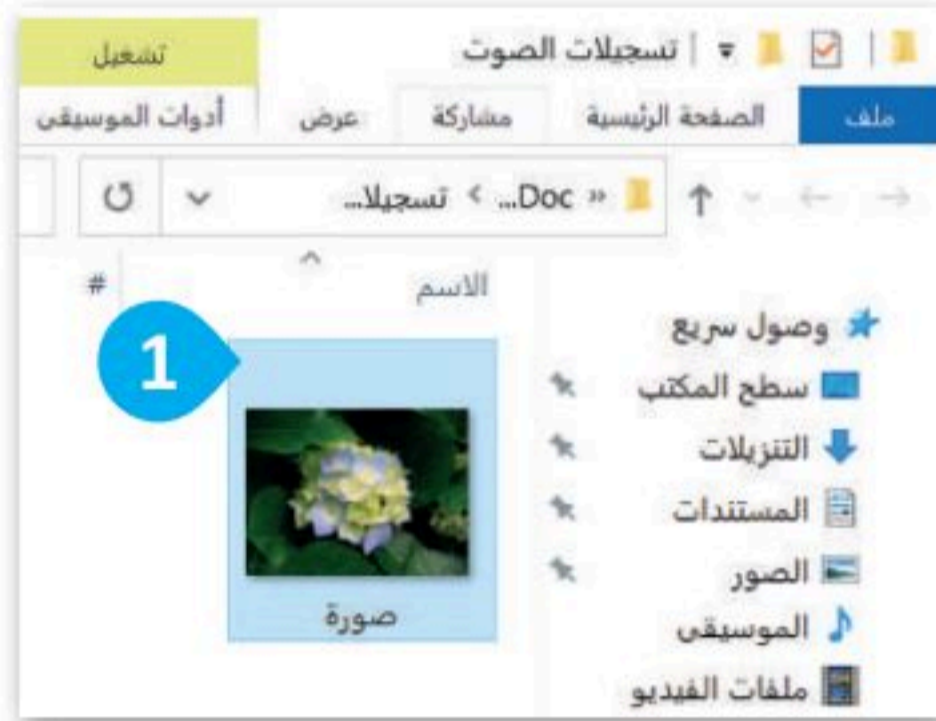 تسجيلات الصوت
تشغيل
ملف
الصفحة الرئيسية
مشاركة
عرض
أدوات الموسيقى
Doc... › تسجيلا...
الاسم
#
1
صورة
وصول سريع
سطح المكتب
التنزيلات
المستندات
الصور
الموسيقى
ملفات الفيديو